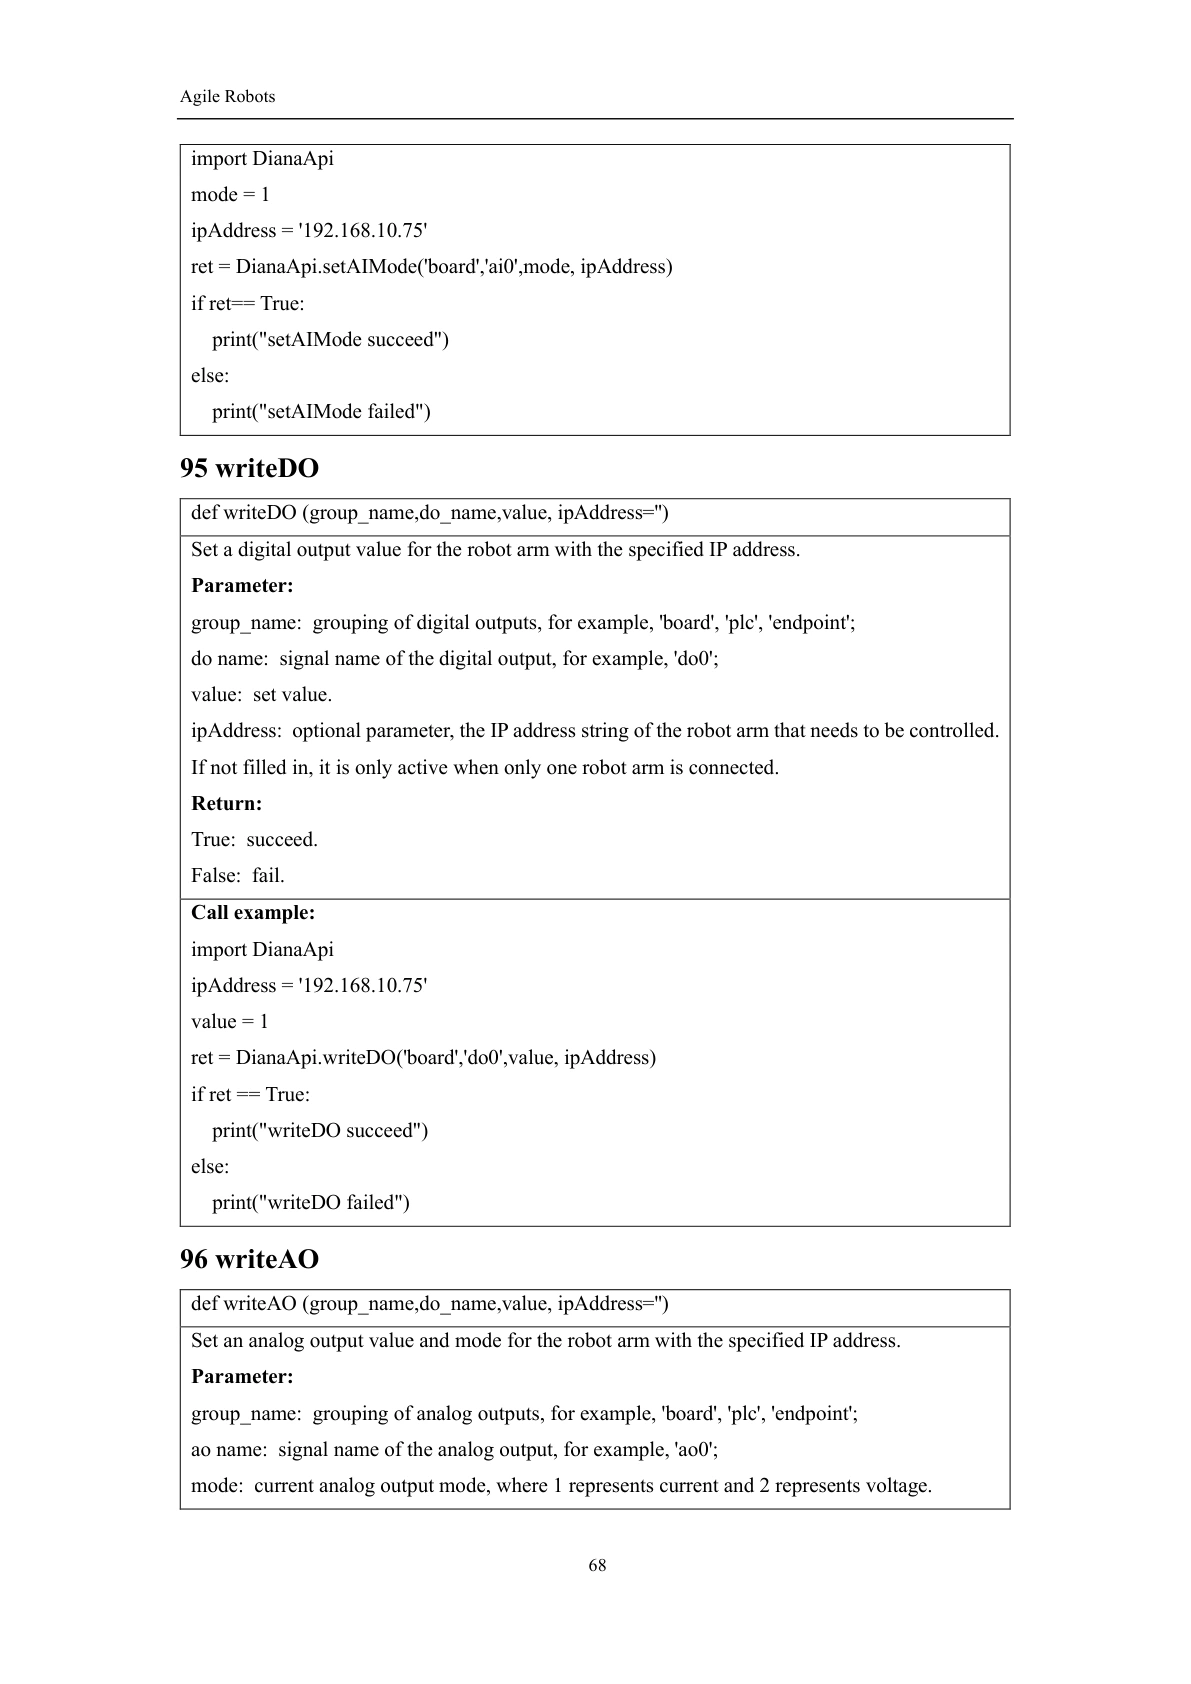 Agile Robots
import DianaApi
mode = 1
ipAddress = '192.168.10.75'
ret = DianaApi.setAIMode('board','ai0',mode, ipAddress)
if ret== True:
    print("setAIMode succeed")
else:
    print("setAIMode failed")
95 writeDO
def writeDO (group_name,do_name,value, ipAddress='')
Set a digital output value for the robot arm with the specified IP address.
Parameter:
group_name:  grouping of digital outputs, for example, 'board', 'plc', 'endpoint';
do name:  signal name of the digital output, for example, 'do0';
value:  set value.
ipAddress:  optional parameter, the IP address string of the robot arm that needs to be controlled.
If not filled in, it is only active when only one robot arm is connected.
Return:
True:  succeed.
False:  fail.
Call example:
import DianaApi
ipAddress = '192.168.10.75'
value = 1
ret = DianaApi.writeDO('board','do0',value, ipAddress)
if ret == True:
    print("writeDO succeed")
else:
    print("writeDO failed")
96 writeAO
def writeAO (group_name,do_name,value, ipAddress='')
Set an analog output value and mode for the robot arm with the specified IP address.
Parameter:
group_name:  grouping of analog outputs, for example, 'board', 'plc', 'endpoint';
ao name:  signal name of the analog output, for example, 'ao0';
mode:  current analog output mode, where 1 represents current and 2 represents voltage.
68